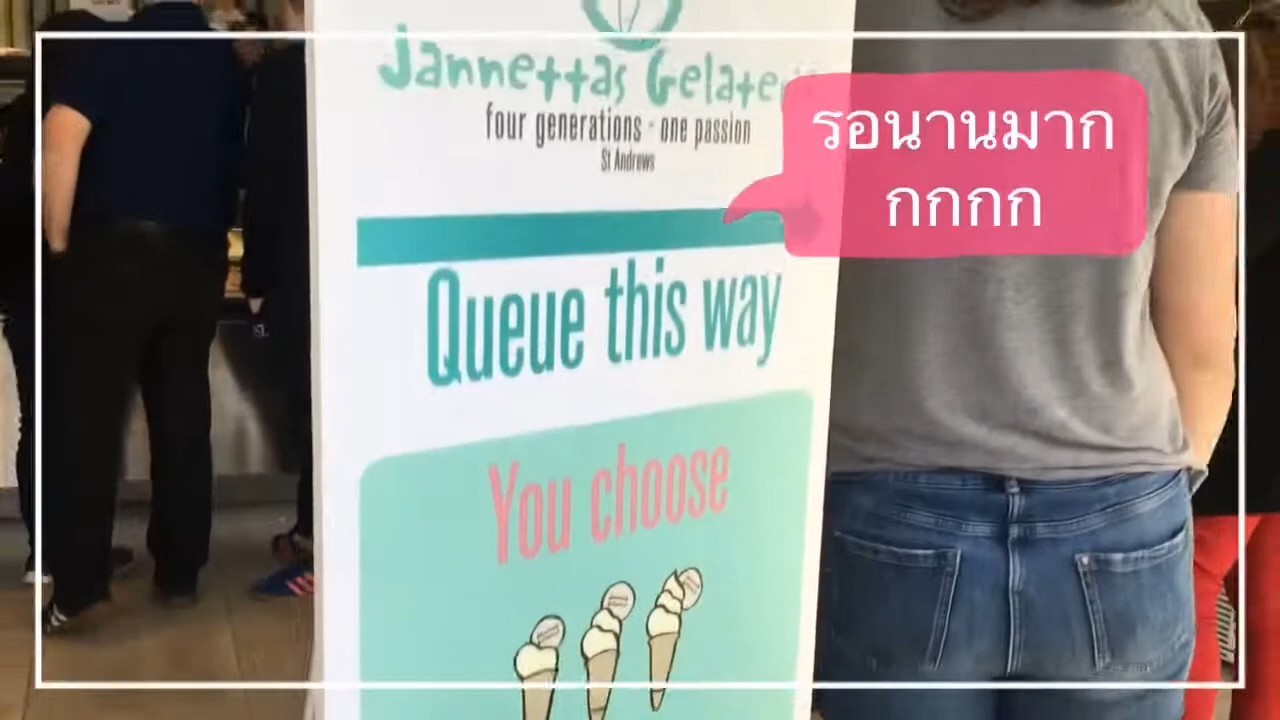 Jannettas Gelateria
four generations · one passion
St Andrews
รอนานมาก
กกกก
Queue this way
You choose